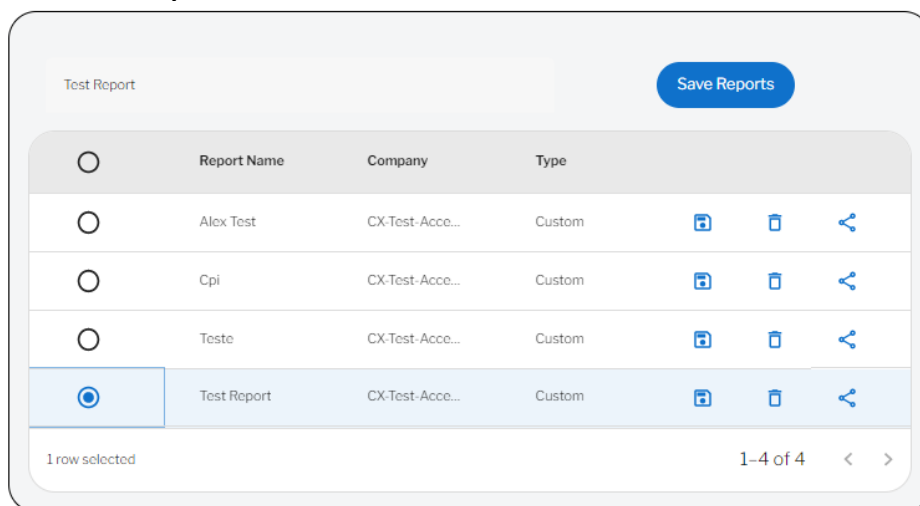 Test Report
Save Reports
Report Name Company Type
Alex Test CX-Test-Acce... Custom
Cpi CX-Test-Acce... Custom
Teste CX-Test-Acce... Custom
Test Report CX-Test-Acce... Custom
1 row selected 1–4 of 4